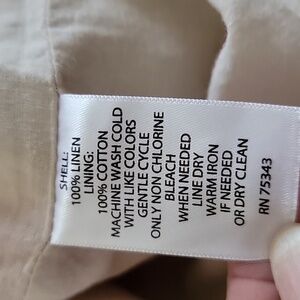 SHELL:
100% LINEN
LINING:
100% COTTON
MACHINE WASH COLD
WITH LIKE COLORS
GENTLE CYCLE
ONLY NON CHLORINE
BLEACH
WHEN NEEDED
LINE DRY
WARM IRON
IF NEEDED
OR DRY CLEAN
RN 75343